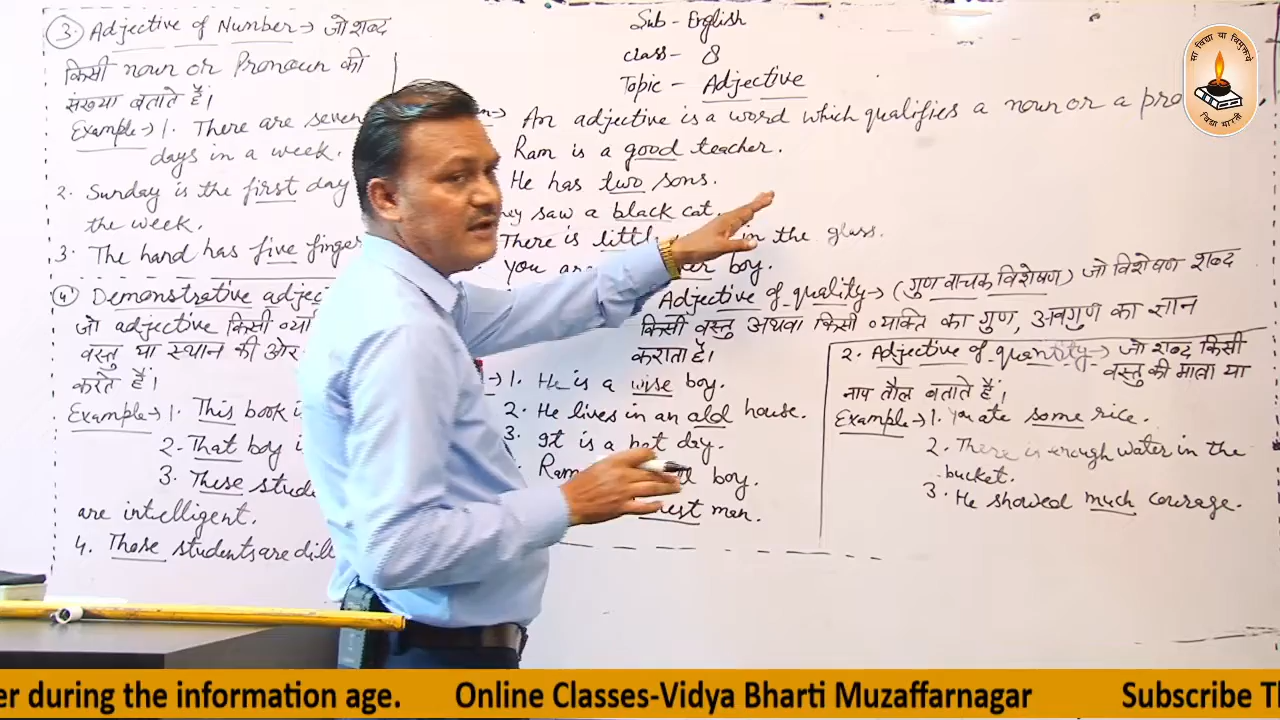 Sub - English
class - 8
Topic - Adjective
An adjective is a word which qualifies a noun or a pro
Ram is a good teacher.
He has two sons.
saw a black cat.
There is in the glass.
You are boy.
Adjective of quality → (गुण वाचक विशेषण) जो विशेषण शब्द
किसी वस्तु अथवा किसी व्यक्ति का गुण, अवगुण का ज्ञान
कराता है।
→ 1. He is a wise boy.
2. He lives in an old house.
3. It is a hot day.
Ram boy.
man.
2. Adjective of quantity → जो शब्द किसी
वस्तु की मात्रा या
नाप तौल बताते हैं।
Example → 1. You ate some rice.
2. There is enough water in the
bucket.
3. He showed much courage.
3. Adjective of Number → जो शब्द
किसी noun or Pronoun की
संख्या बताते हैं।
Example → 1. There are seven
days in a week.
2. Sunday is the first day
the week.
3. The hand has five finger
4. Demonstrative adje
जो adjective किसी
वस्तु या स्थान की ओर
करते हैं।
Example → 1. This book
2. That boy
3. These stude
are intelligent.
4. Those students are dil
सा विद्या या विमुक्तये
विद्या भारती
er during the information age. Online Classes-Vidya Bharti Muzaffarnagar Subscribe T